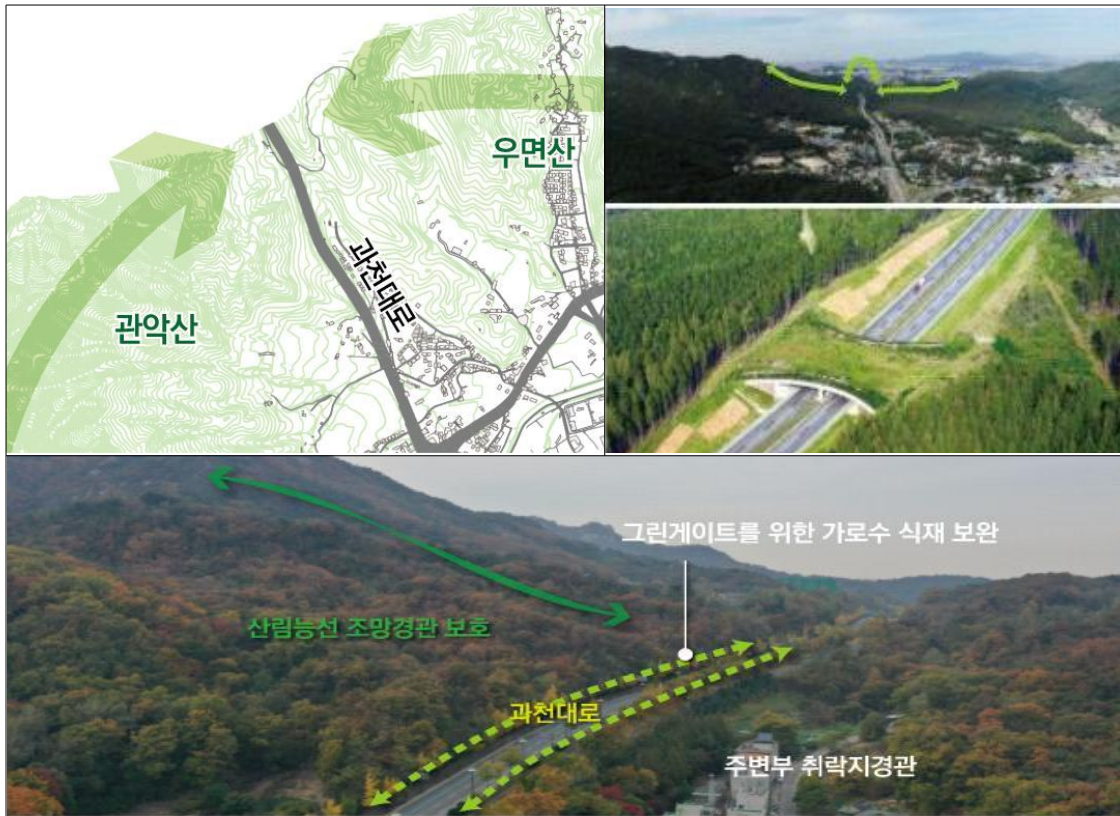 우면산
과천대로
관악산
그린게이트를 위한 가로수 식재 보완
산림능선 조망경관 보호
과천대로
주변부 취락지경관